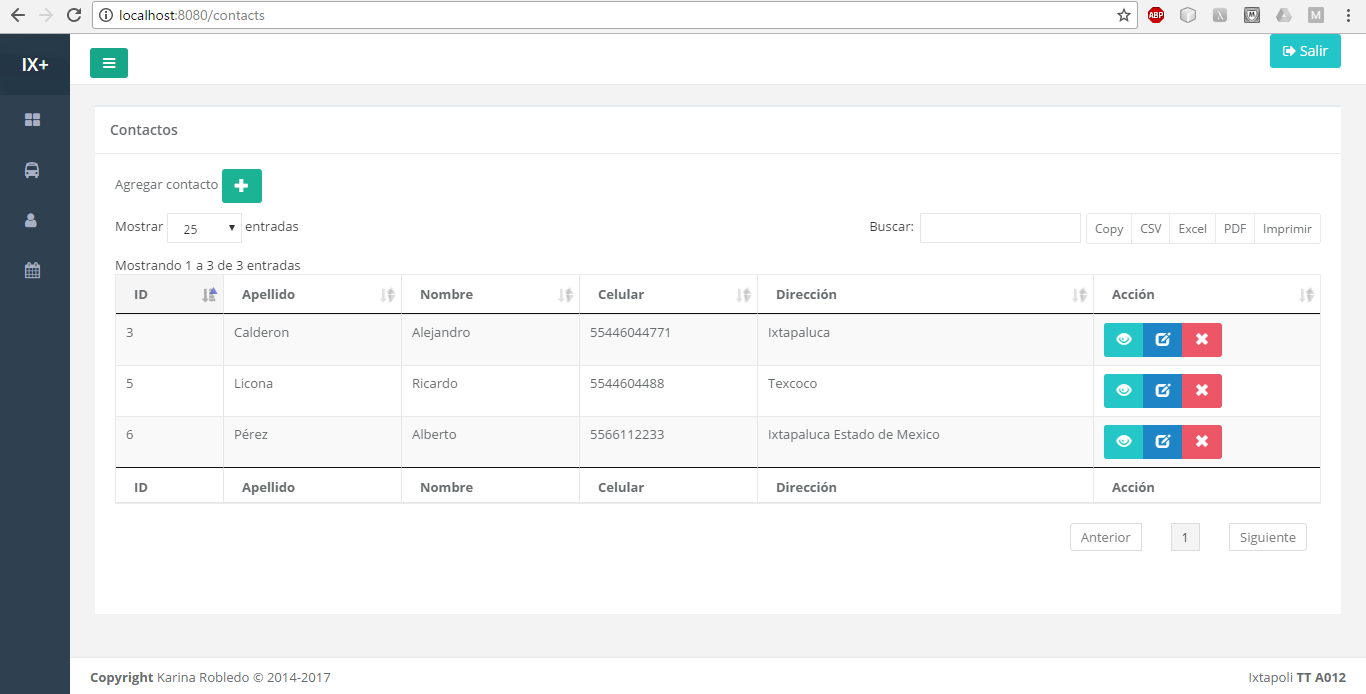 localhost:8080/contacts
ABP
M
IX+
Salir
Contactos
Agregar contacto
Mostrar 25 entradas
Buscar: Copy CSV Excel PDF Imprimir
Mostrando 1 a 3 de 3 entradas
ID Apellido Nombre Celular Dirección Acción
3 Calderon Alejandro 55446044771 Ixtapaluca
5 Licona Ricardo 5544604488 Texcoco
6 Pérez Alberto 5566112233 Ixtapaluca Estado de Mexico
ID Apellido Nombre Celular Dirección Acción
Anterior 1 Siguiente
Copyright Karina Robledo © 2014-2017
Ixtapoli TT A012